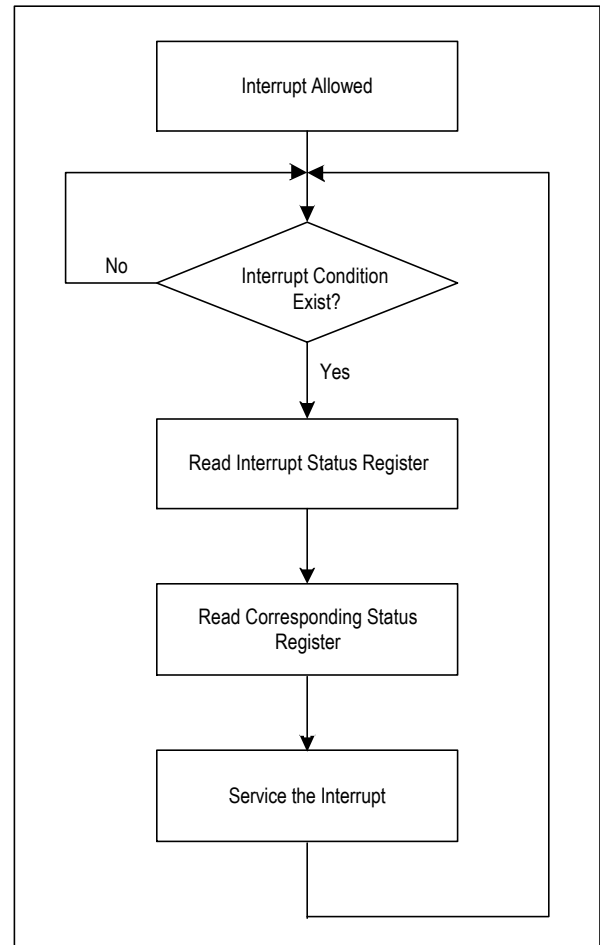 Interrupt Allowed
No
Interrupt Condition
Exist?
Yes
Read Interrupt Status Register
Read Corresponding Status
Register
Service the Interrupt